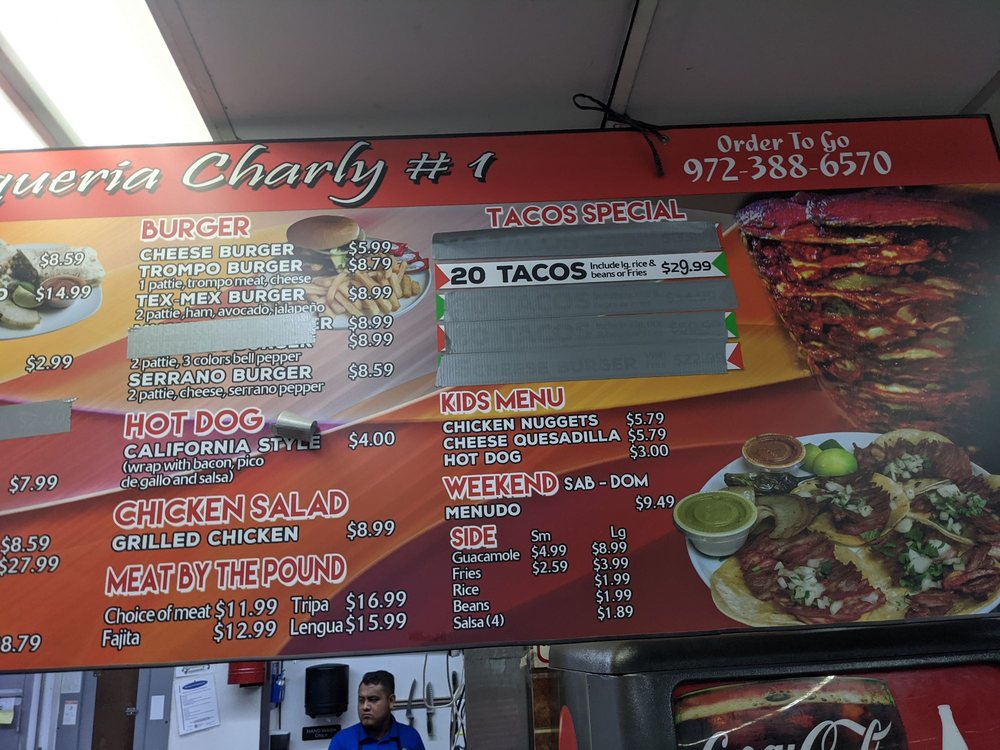 queria Charly # 1
Order To Go
972-388-6570
$8.59
$14.99
$2.99
$7.99
$8.59
$27.99
8.79
BURGER
CHEESE BURGER $5.99
TROMPO BURGER $8.79
1 pattie, trompo meat, cheese
TEX-MEX BURGER $8.99
2 pattie ,ham, avocado, jalapeño
$8.99
$8.99
2 pattie, 3 colors bell pepper
SERRANO BURGER $8.59
2 pattie, cheese, serrano pepper
HOT DOG
CALIFORNIA STYLE $4.00
(wrap with bacon, pico
de gallo and salsa)
CHICKEN SALAD
GRILLED CHICKEN $8.99
MEAT BY THE POUND
Choice of meat $11.99 Tripa $16.99
Fajita $12.99 Lengua $15.99
TACOS SPECIAL
20 TACOS Include lg. rice & beans or Fries $29.99
KIDS MENU
CHICKEN NUGGETS $5.79
CHEESE QUESADILLA $5.79
HOT DOG $3.00
WEEKEND SAB - DOM
MENUDO $9.49
SIDE Sm Lg
Guacamole $4.99 $8.99
Fries $2.59 $3.99
Rice $1.99
Beans $1.99
Salsa (4) $1.89
HAND WASH
ONLY
Coca-Cola